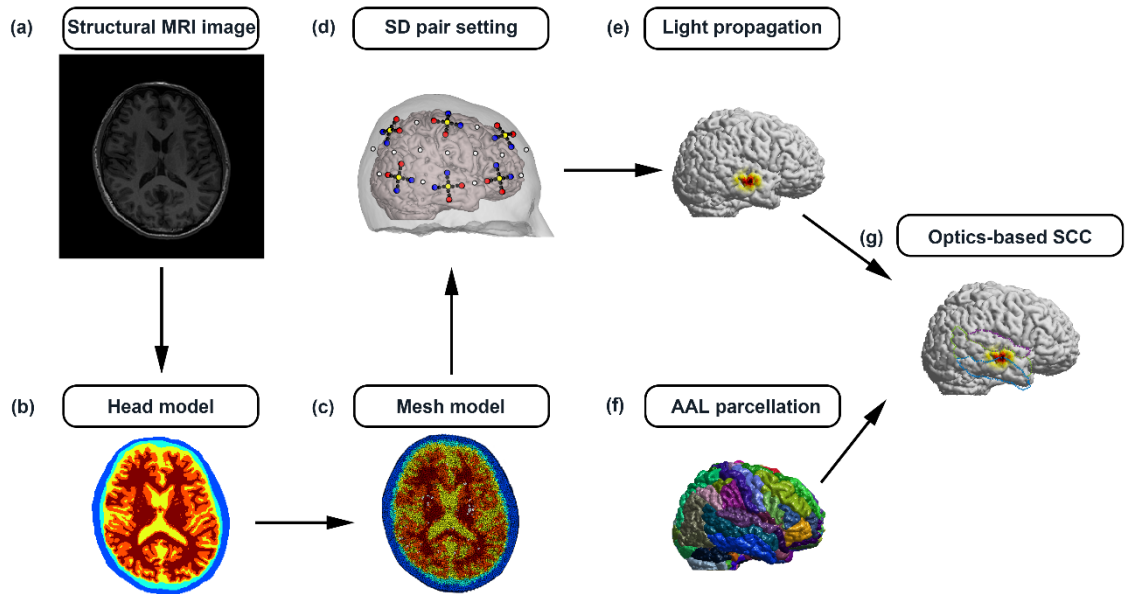 (a) Structural MRI image
(d) SD pair setting
(e) Light propagation
(g) Optics-based SCC
(b) Head model
(c) Mesh model
(f) AAL parcellation